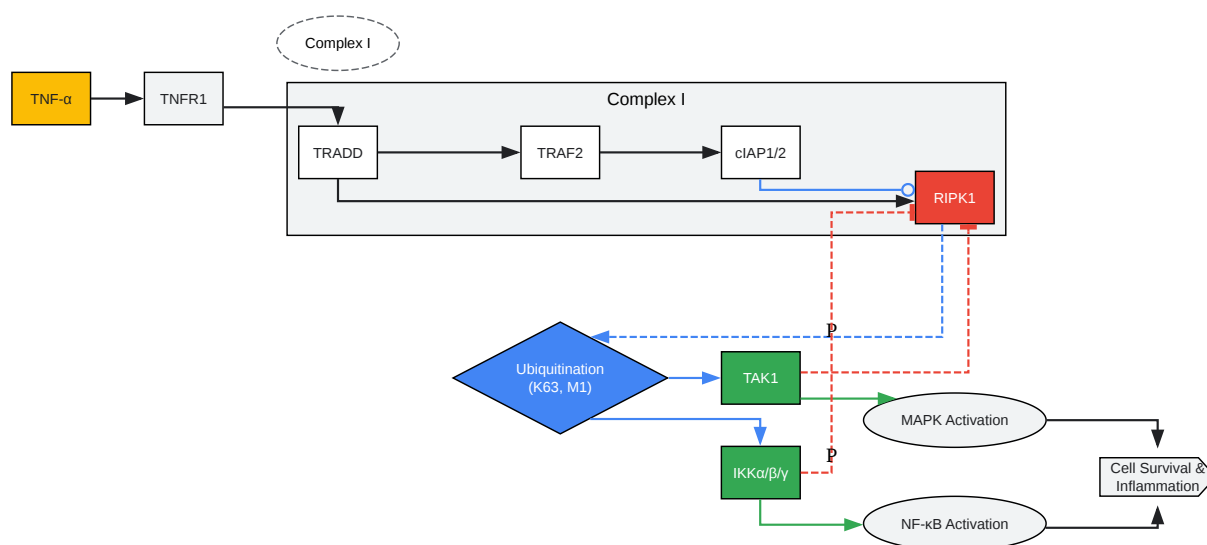 Complex I
TNF-α
TNFR1
Complex I
TRADD
TRAF2
cIAP1/2
RIPK1
P
Ubiquitination
(K63, M1)
TAK1
MAPK Activation
P
IKKα/β/γ
Cell Survival &
Inflammation
NF-κB Activation